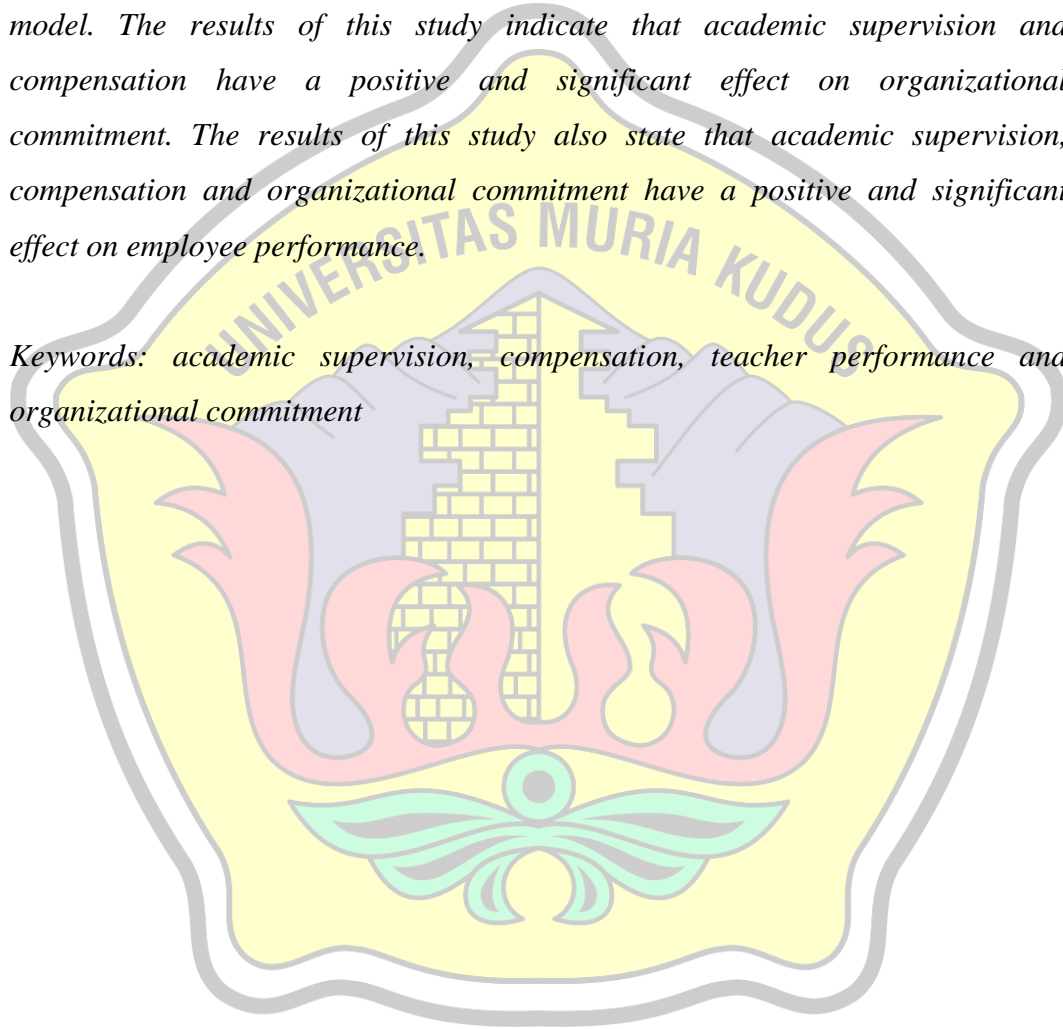 model. The results of this study indicate that academic supervision and
compensation have a positive and significant effect on organizational
commitment. The results of this study also state that academic supervision,
compensation and organizational commitment have a positive and significant
effect on employee performance.
UNIVERSITAS MURIA KUDUS
Keywords: academic supervision, compensation, teacher performance and
organizational commitment